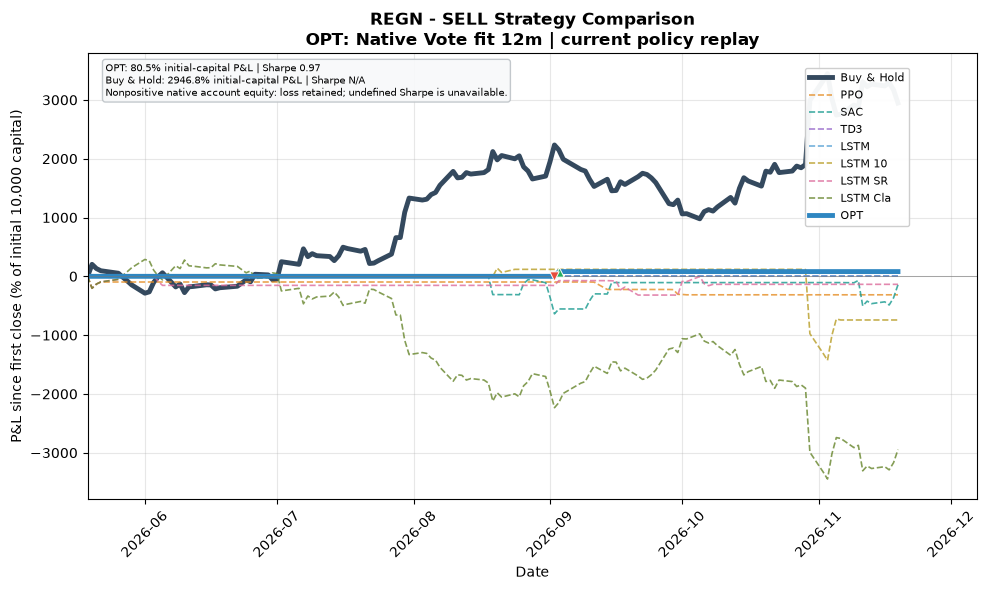 REGN - SELL Strategy Comparison
OPT: Native Vote fit 12m | current policy replay
OPT: 80.5% initial-capital P&L | Sharpe 0.97
Buy & Hold: 2946.8% initial-capital P&L | Sharpe N/A
Nonpositive native account equity: loss retained; undefined Sharpe is unavailable.
Buy & Hold
PPO
SAC
TD3
LSTM
LSTM 10
LSTM SR
LSTM Cla
OPT
P&L since first close (% of initial 10,000 capital)
3000
2000
1000
0
−1000
−2000
−3000
2026-06
2026-07
2026-08
2026-09
2026-10
2026-11
2026-12
Date